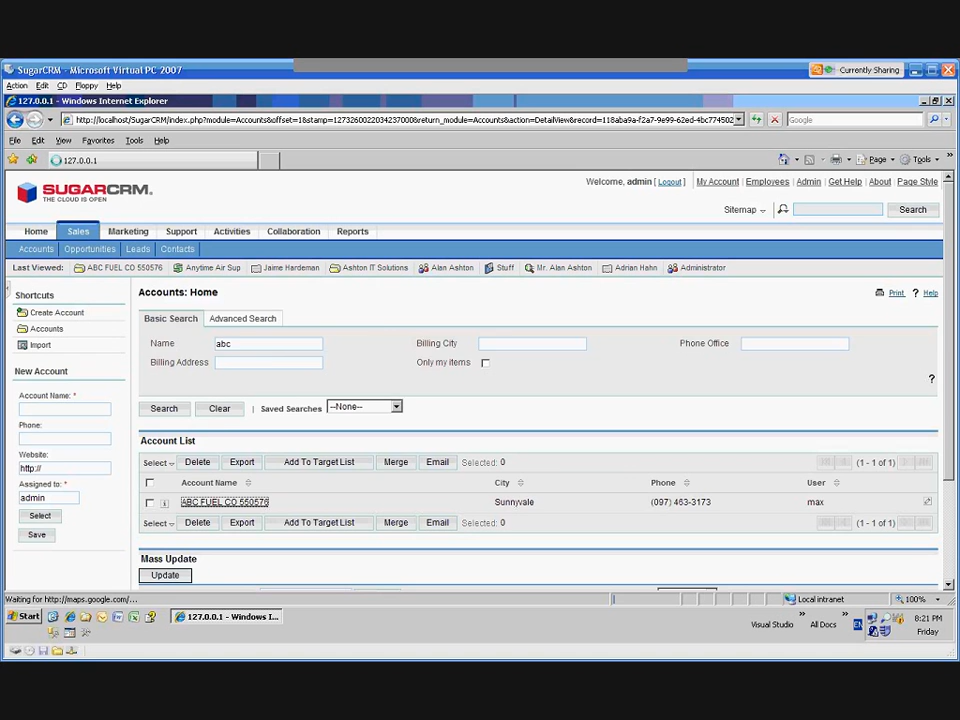 SugarCRM - Microsoft Virtual PC 2007
Currently Sharing
Action Edit CD Floppy Help
127.0.0.1 - Windows Internet Explorer
Google
File Edit View Favorites Tools Help
127.0.0.1
Page Tools
SUGARCRM.
THE CLOUD IS OPEN
Welcome, admin [ Logout ] My Account Employees Admin Get Help About Page Style
Sitemap Search
Home Sales Marketing Support Activities Collaboration Reports
Accounts Opportunities Leads Contacts
Last Viewed: ABC FUEL CO 550576 Anytime Air Sup Jaime Hardeman Ashton IT Solutions Alan Ashton Stuff Mr. Alan Ashton Adrian Hahn Administrator
Shortcuts
Create Account
Accounts
Import
New Account
Account Name: *
Phone:
Website:
http://
Assigned to: *
admin
Select
Save
Accounts: Home
Print ? Help
Basic Search Advanced Search
Name abc Billing City Phone Office
Billing Address Only my items
?
Search Clear | Saved Searches --None--
Account List
Select Delete Export Add To Target List Merge Email Selected: 0 (1 - 1 of 1)
Account Name City Phone User
ABC FUEL CO 550576 Sunnyvale (097) 463-3173 max
Select Delete Export Add To Target List Merge Email Selected: 0 (1 - 1 of 1)
Mass Update
Update
Waiting for http://maps.google.com/...
Local intranet 100%
Start 127.0.0.1 - Windows I...
Visual Studio » All Docs » EN
8:21 PM
Friday